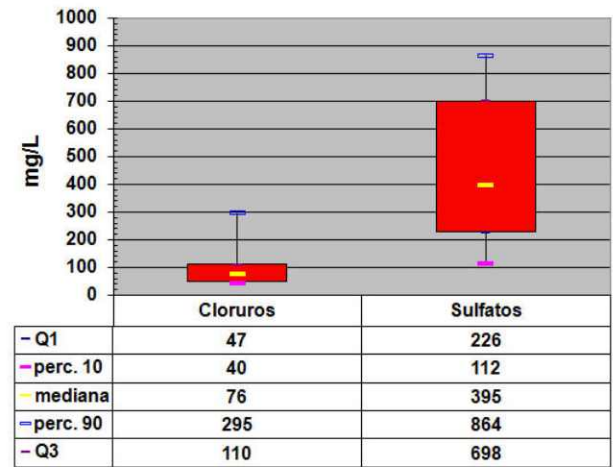 1000
900
800
700
600
500
400
300
200
100
0
mg/L
Cloruros Sulfatos
Q1 47 226
perc. 10 40 112
mediana 76 395
perc. 90 295 864
Q3 110 698